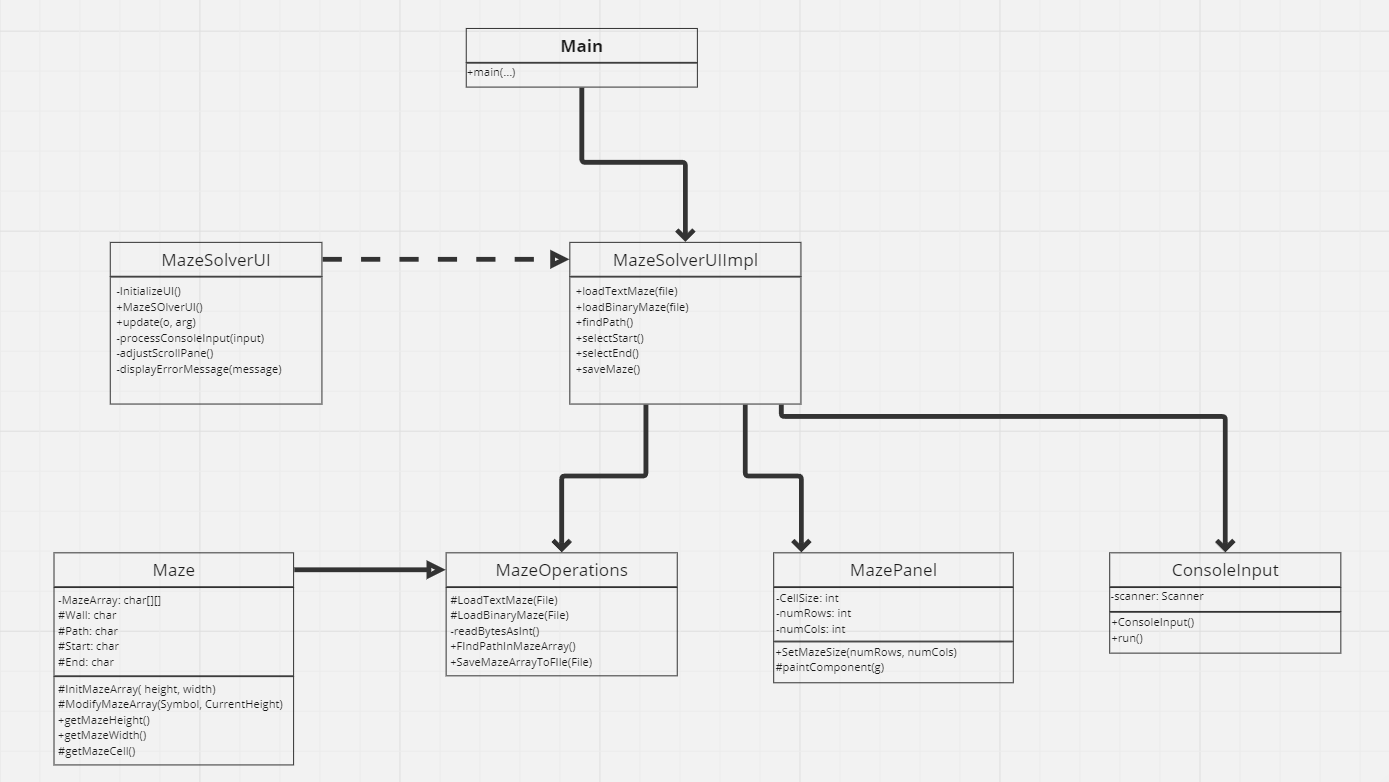 Main
+main(...)
MazeSolverUI
-InitializeUI()
+MazeSOlverUI()
+update(o, arg)
-processConsoleInput(input)
-adjustScrollPane()
-displayErrorMessage(message)
MazeSolverUIImpl
+loadTextMaze(file)
+loadBinaryMaze(file)
+findPath()
+selectStart()
+selectEnd()
+saveMaze()
Maze
-MazeArray: char[][]
#Wall: char
#Path: char
#Start: char
#End: char
#InitMazeArray( height, width)
#ModifyMazeArray(Symbol, CurrentHeight)
+getMazeHeight()
+getMazeWidth()
#getMazeCell()
MazeOperations
#LoadTextMaze(File)
#LoadBinaryMaze(File)
-readBytesAsInt()
+FIndPathInMazeArray()
+SaveMazeArrayToFIle(File)
MazePanel
-CellSize: int
-numRows: int
-numCols: int
+SetMazeSize(numRows, numCols)
#paintComponent(g)
ConsoleInput
-scanner: Scanner
+ConsoleInput()
+run()